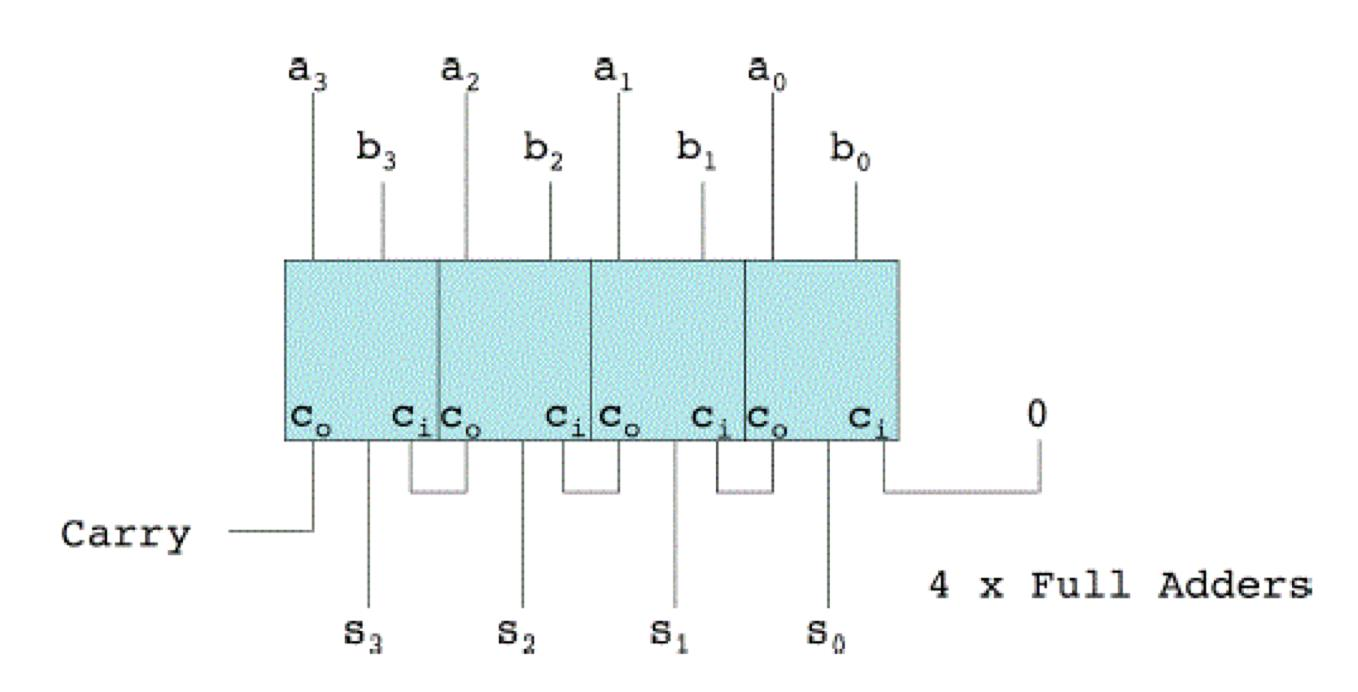 a₃ a₂ a₁ a₀
b₃ b₂ b₁ b₀
cₒ cᵢ cₒ cᵢ cₒ cᵢ cₒ cᵢ 0
Carry
4 x Full Adders
s₃ s₂ s₁ s₀